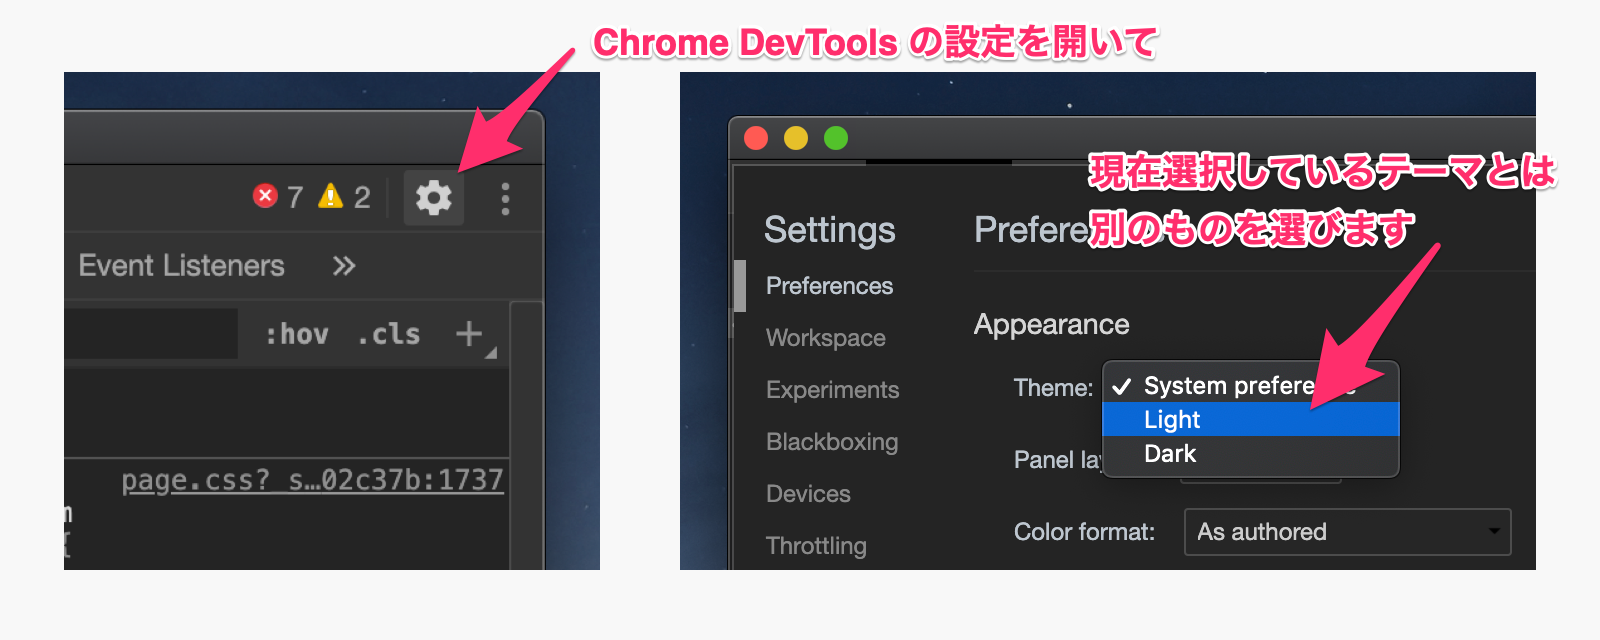 Chrome DevTools の設定を開いて
7 2
Event Listeners
:hov .cls +
page.css?_s…02c37b:1737
{
現在選択しているテーマとは
別のものを選びます
Settings
Preferences
Workspace
Experiments
Blackboxing
Devices
Throttling
Appearance
Theme:
✓ System prefere
Light
Dark
Panel
Color format:
As authored